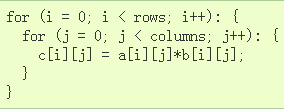 for (i = 0; i < rows; i++): {
  for (j = 0; j < columns; j++): {
    c[i][j] = a[i][j]*b[i][j];
  }
}